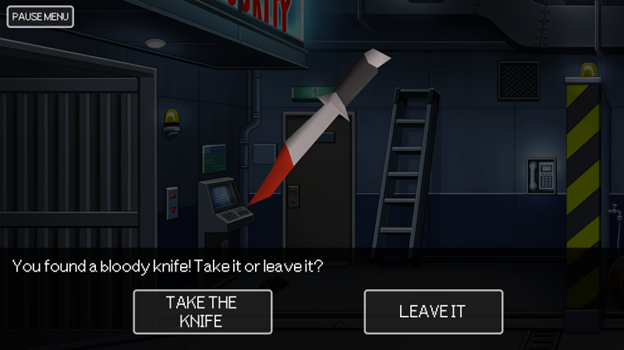 PAUSE MENU
You found a bloody knife! Take it or leave it?
TAKE THE
KNIFE
LEAVE IT